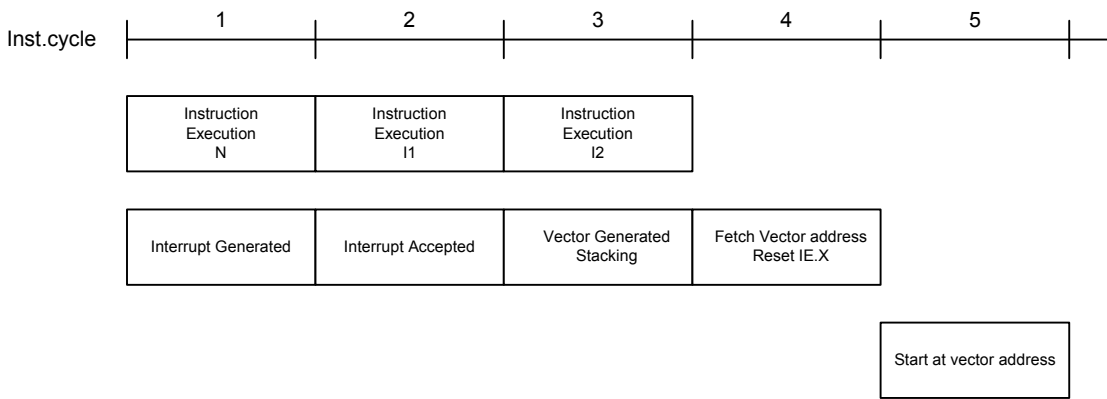 1 2 3 4 5
Inst.cycle
Instruction
Execution
N
Instruction
Execution
I1
Instruction
Execution
I2
Interrupt Generated
Interrupt Accepted
Vector Generated
Stacking
Fetch Vector address
Reset IE.X
Start at vector address